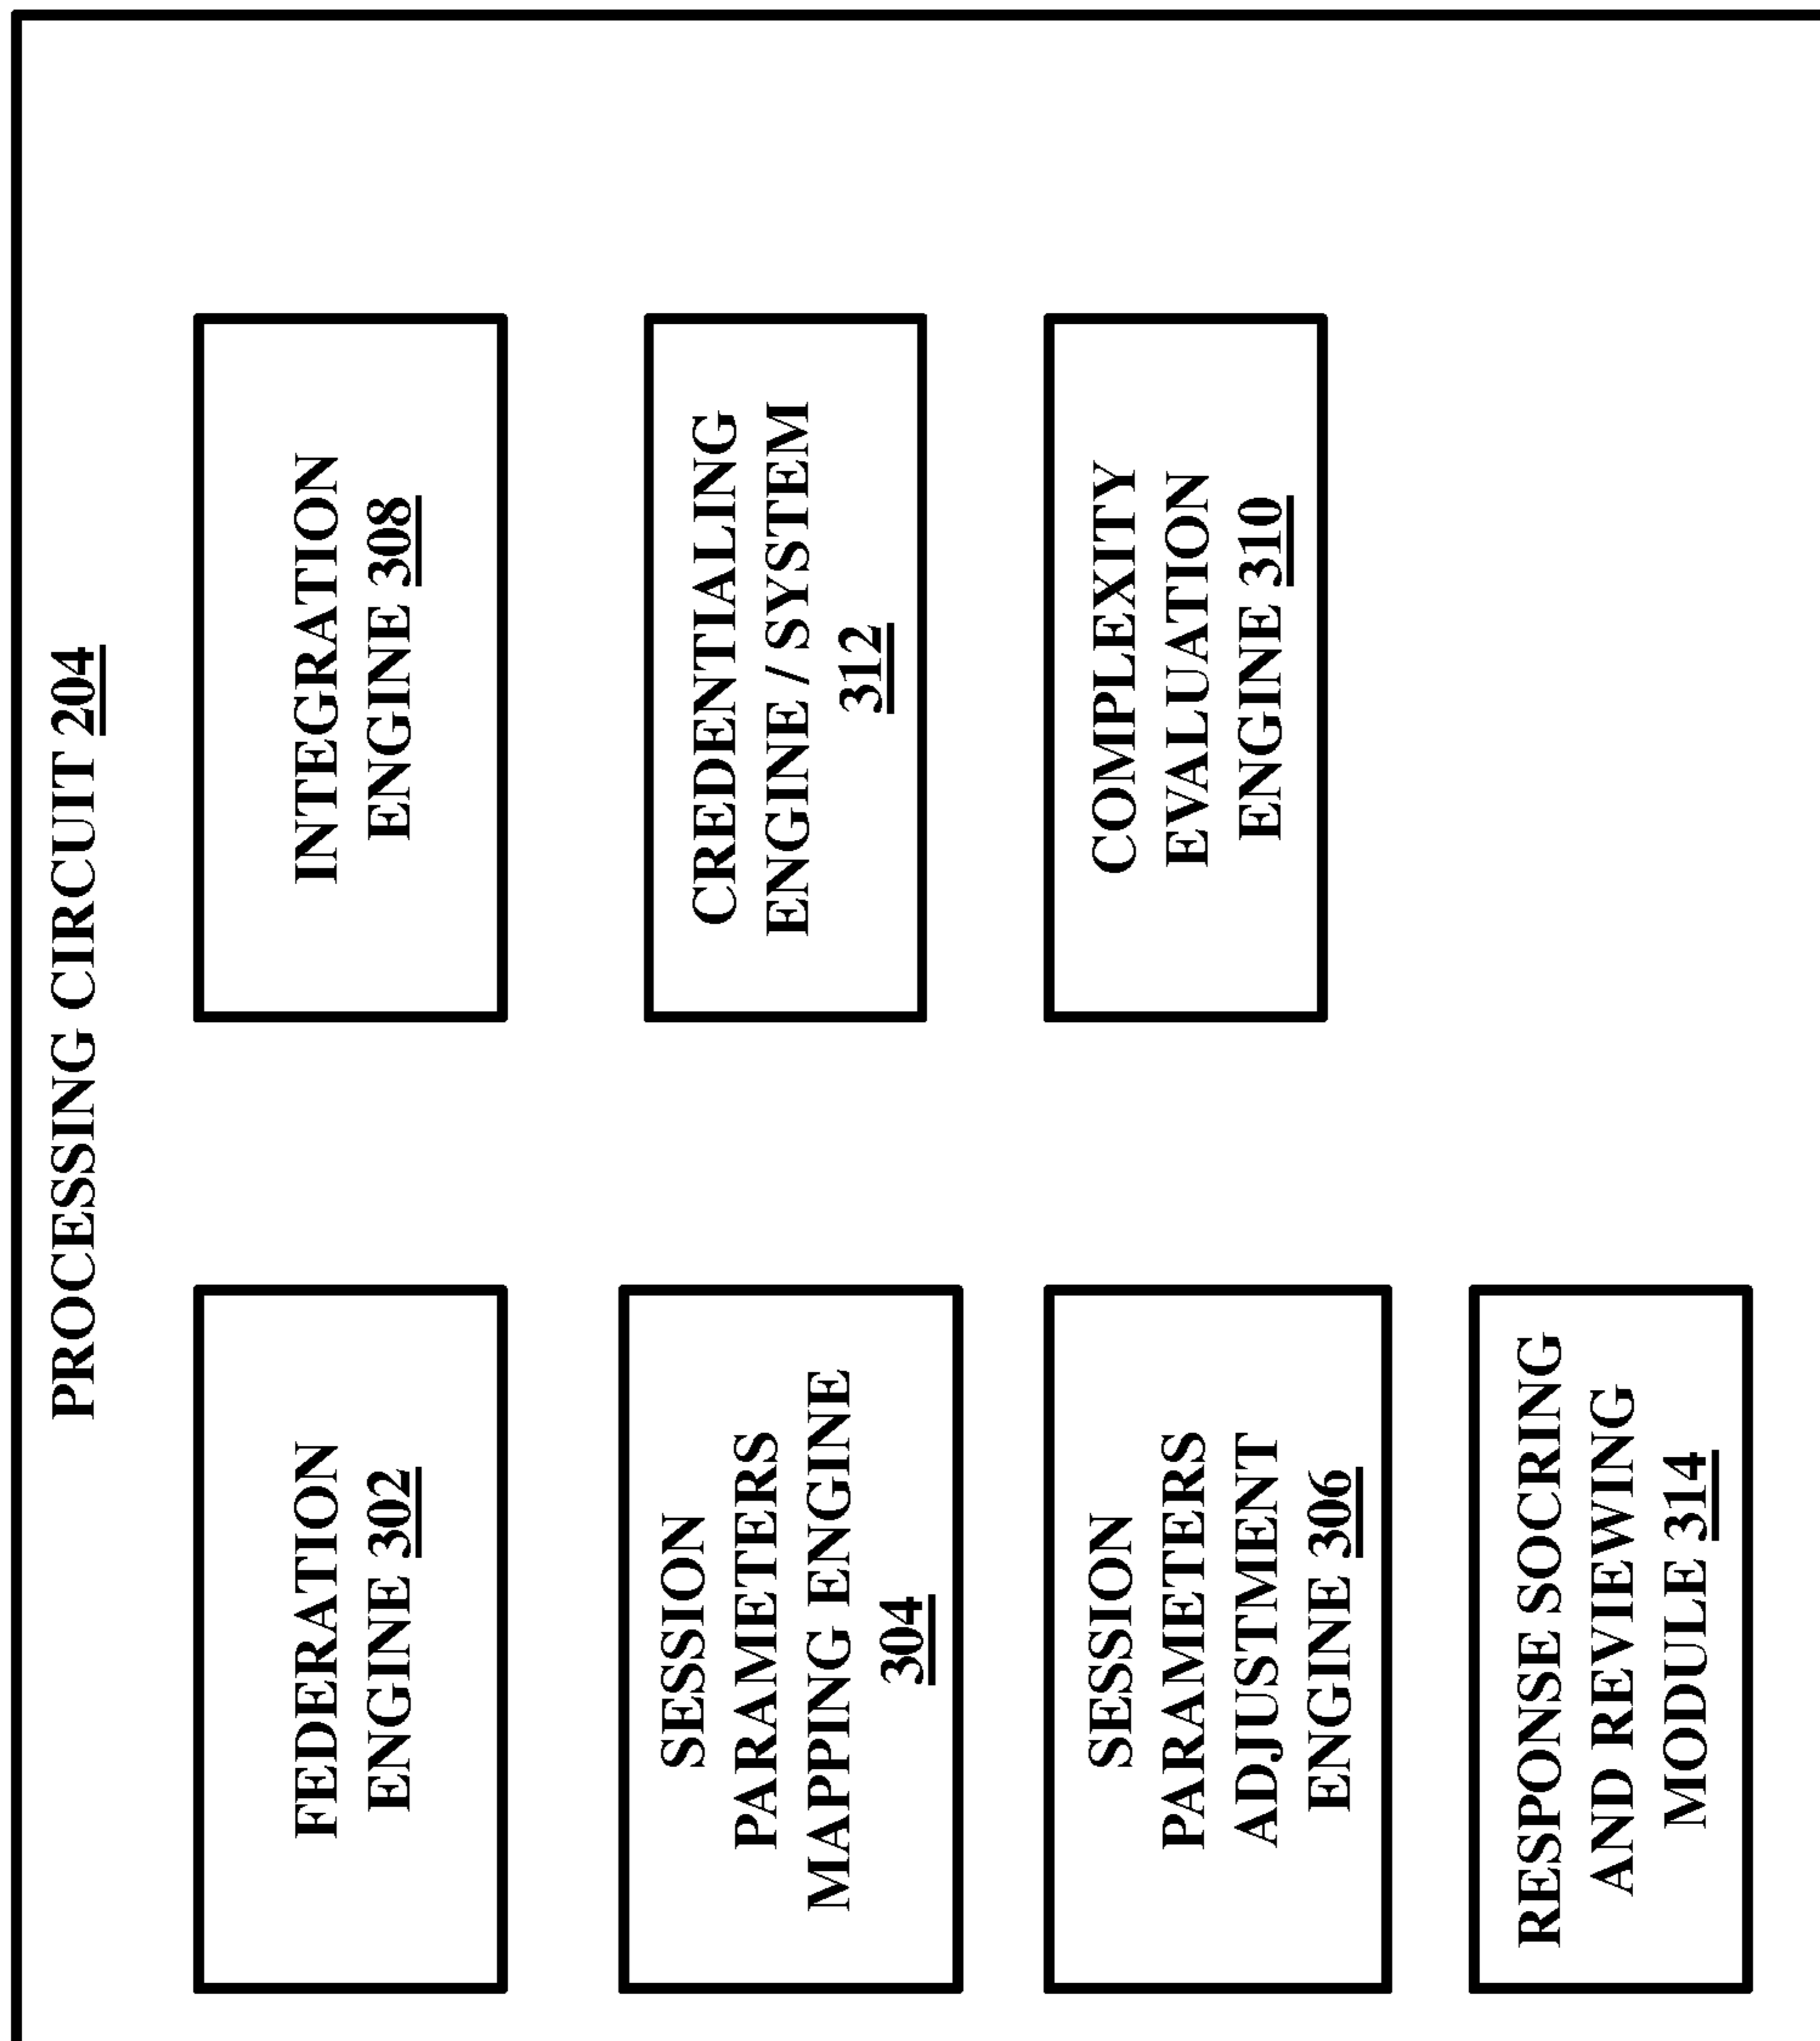 PROCESSING CIRCUIT 204
FEDERATION
ENGINE 302
INTEGRATION
ENGINE 308
SESSION
PARAMETERS
MAPPING ENGINE
304
CREDENTIALING
ENGINE / SYSTEM
312
SESSION
PARAMETERS
ADJUSTMENT
ENGINE 306
COMPLEXITY
EVALUATION
ENGINE 310
RESPONSE SOCRING
AND REVIEWING
MODULE 314